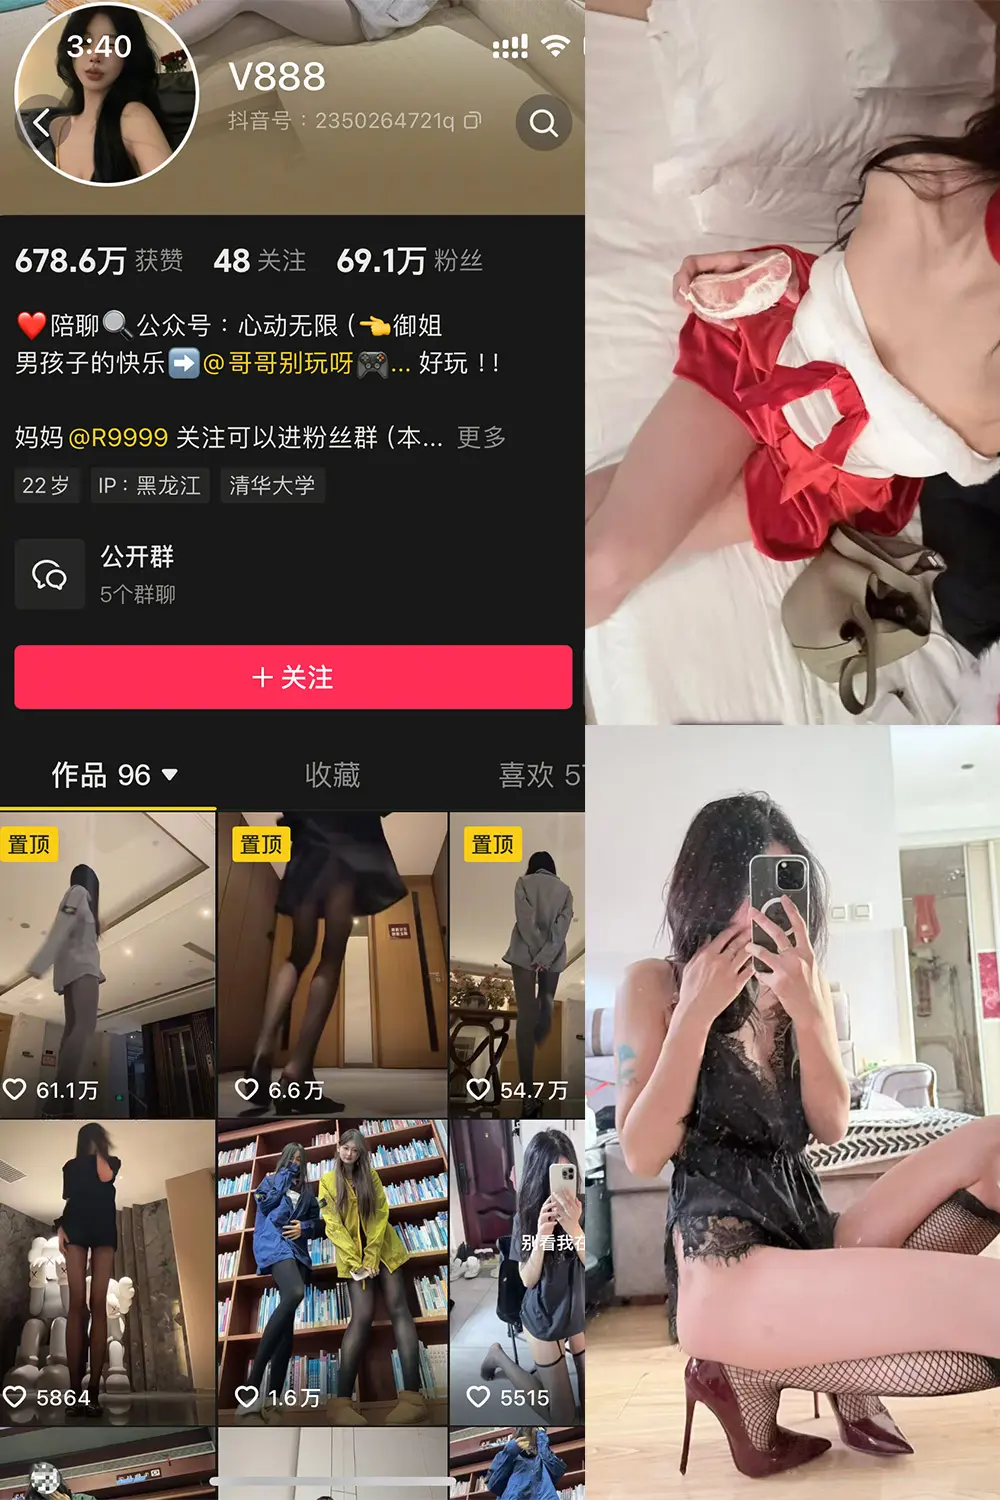 3:40
V888
抖音号：2350264721q
678.6万 获赞 48 关注 69.1万 粉丝
❤️陪聊🔍公众号：心动无限（👈御姐
男孩子的快乐➡️@哥哥别玩呀🎮... 好玩 ！！
妈妈@R9999 关注可以进粉丝群（本... 更多
22岁 IP：黑龙江 清华大学
公开群
5个群聊
＋关注
作品 96 ▼ 收藏 喜欢 57
置顶 置顶 置顶
61.1万 6.6万 54.7万
别看我在
5864 1.6万 5515